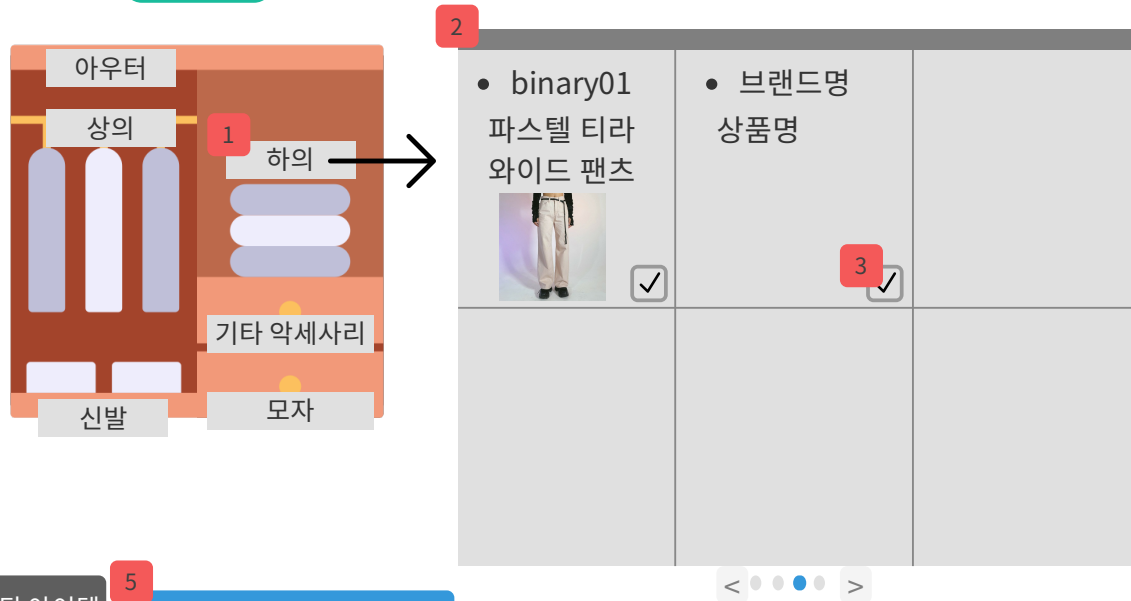 아우터
상의
1
하의
기타 악세사리
신발
모자
2
• binary01
파스텔 티라
와이드 팬츠
• 브랜드명
상품명
3
< >
5